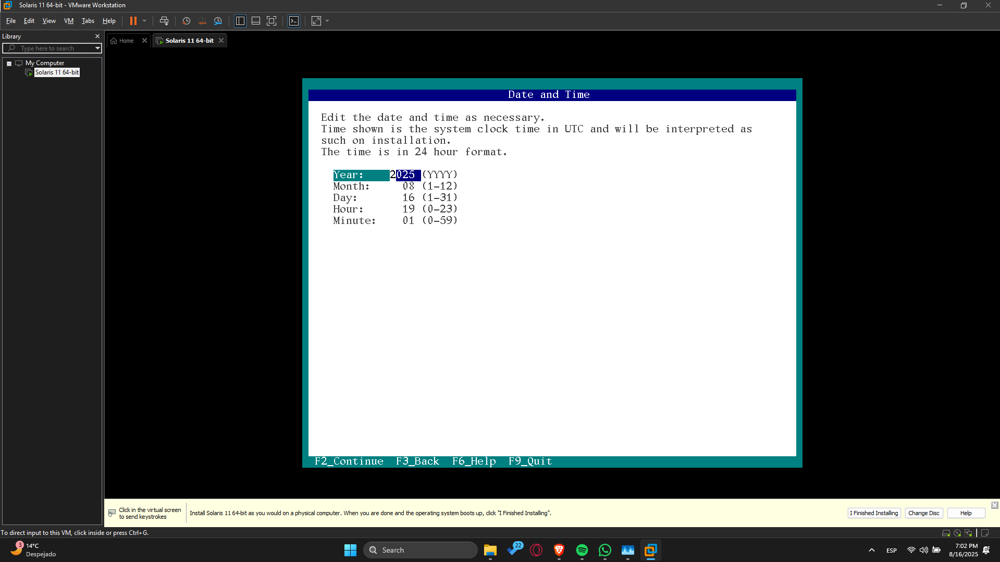 Solaris 11 64-bit - VMware Workstation
File Edit View VM Tabs Help
Library
Type here to search
My Computer
Solaris 11 64-bit
Home
Solaris 11 64-bit
Date and Time
Edit the date and time as necessary.
Time shown is the system clock time in UTC and will be interpreted as
such on installation.
The time is in 24 hour format.
Year: 2025 (YYYY)
Month: 08 (1-12)
Day: 16 (1-31)
Hour: 19 (0-23)
Minute: 01 (0-59)
F2_Continue F3_Back F6_Help F9_Quit
Click in the virtual screen
to send keystrokes
Install Solaris 11 64-bit as you would on a physical computer. When you are done and the operating system boots up, click "I Finished Installing".
I Finished Installing
Change Disc
Help
To direct input to this VM, click inside or press Ctrl+G.
3
14°C
Despejado
Search
22
ESP
7:02 PM
8/16/2025